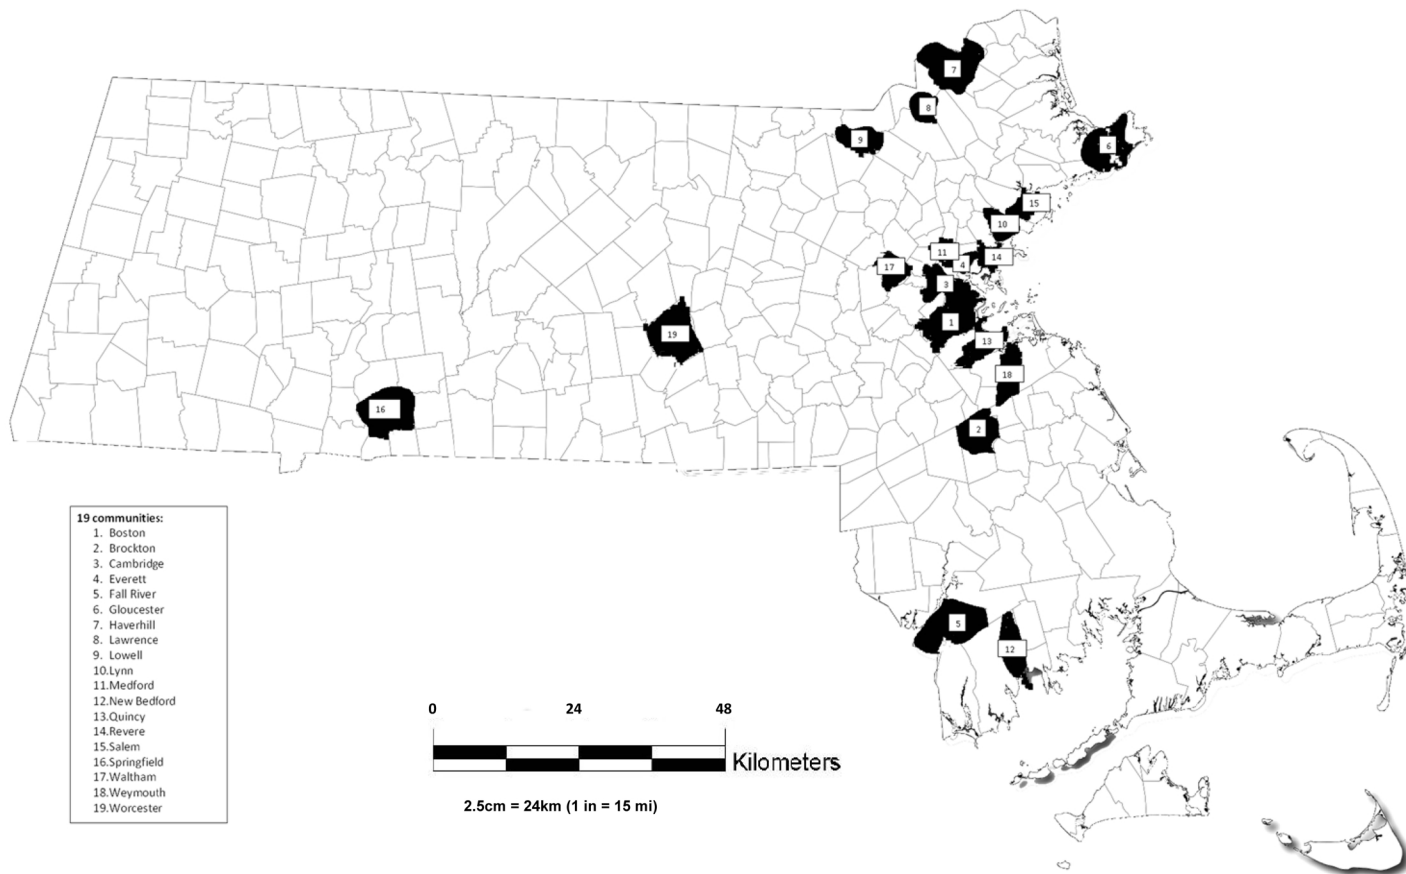 7
8
9
6
15
10
11
14
4
17
3
1
19
13
18
16
2
19 communities:
1. Boston
2. Brockton
3. Cambridge
4. Everett
5. Fall River
6. Gloucester
7. Haverhill
8. Lawrence
9. Lowell
10.Lynn
11.Medford
12.New Bedford
13.Quincy
14.Revere
15.Salem
16.Springfield
17.Waltham
18.Weymouth
19.Worcester
5
12
0 24 48
Kilometers
2.5cm = 24km (1 in = 15 mi)